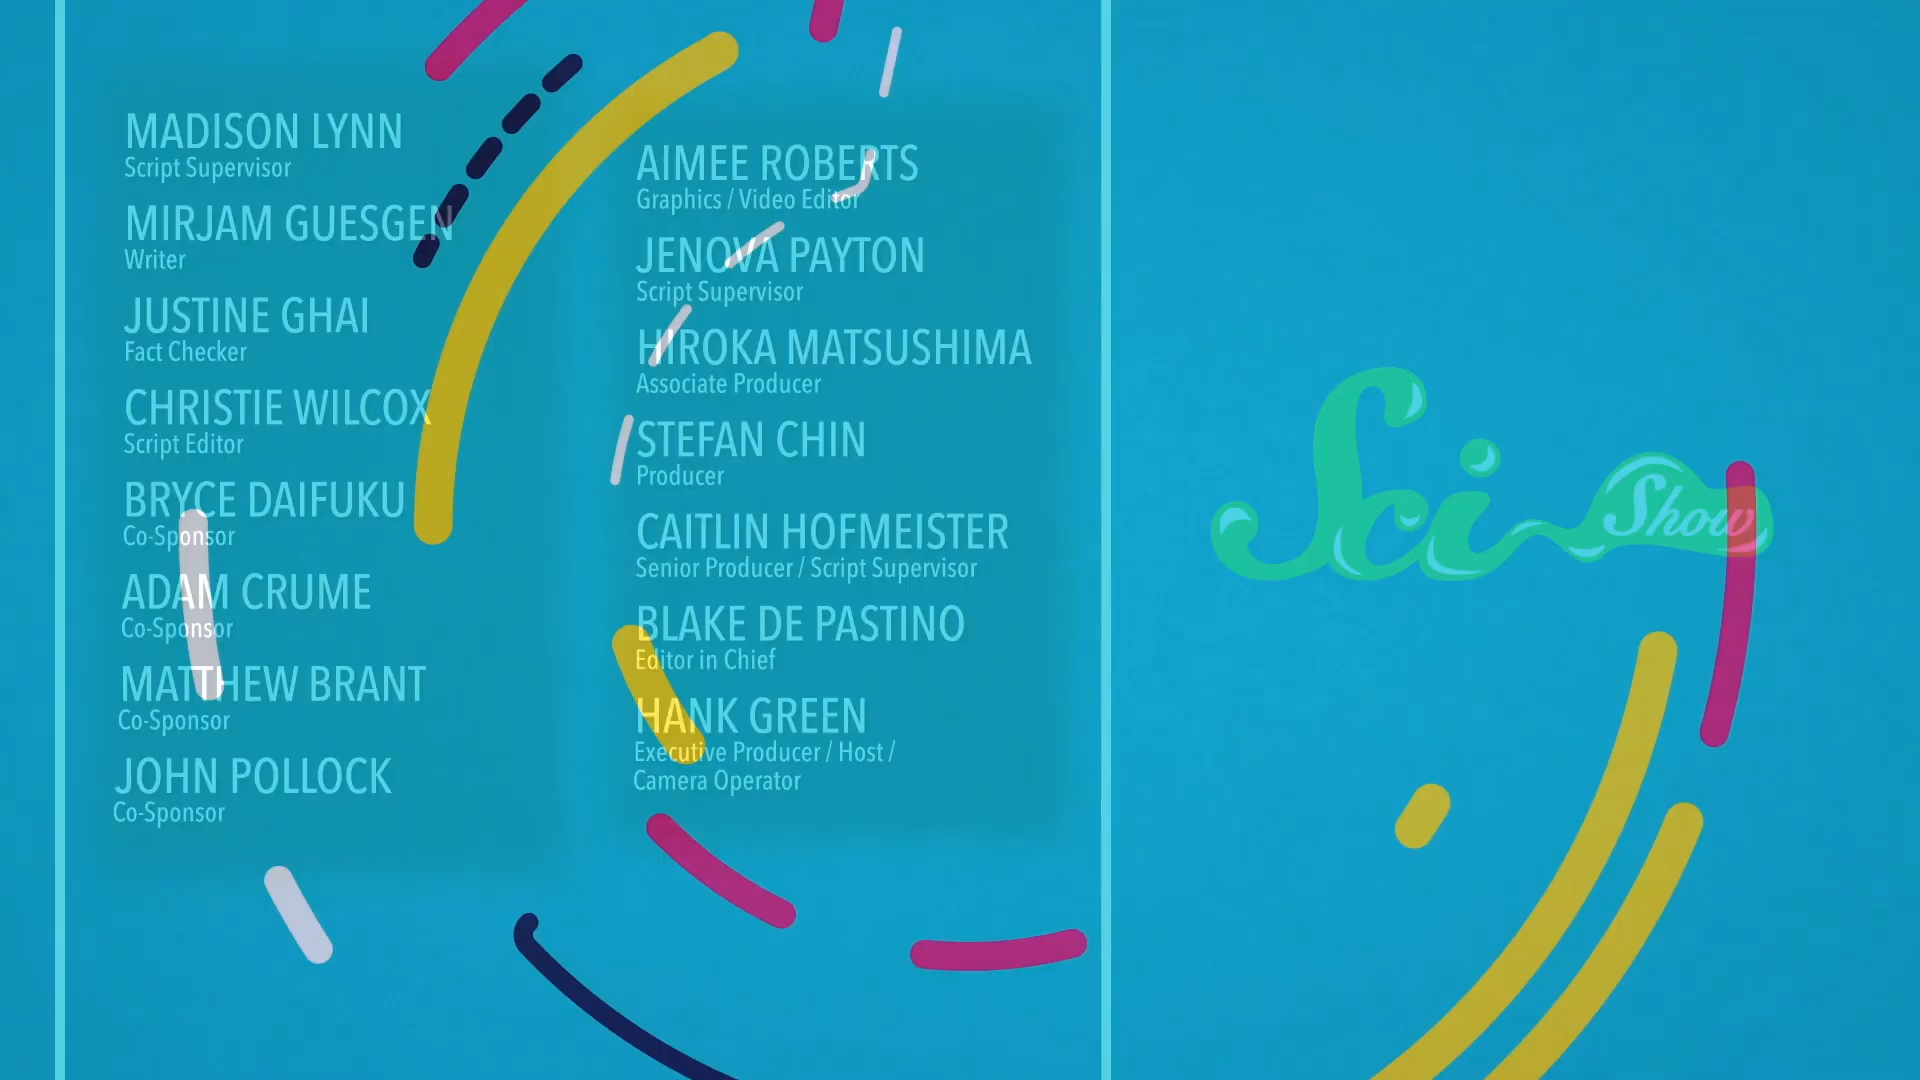 MADISON LYNN
Script Supervisor
MIRJAM GUESGEN
Writer
JUSTINE GHAI
Fact Checker
CHRISTIE WILCOX
Script Editor
BRYCE DAIFUKU
Co-Sponsor
ADAM CRUME
Co-Sponsor
MATTHEW BRANT
Co-Sponsor
JOHN POLLOCK
Co-Sponsor
AIMEE ROBERTS
Graphics / Video Editor
JENOVA PAYTON
Script Supervisor
HIROKA MATSUSHIMA
Associate Producer
STEFAN CHIN
Producer
CAITLIN HOFMEISTER
Senior Producer / Script Supervisor
BLAKE DE PASTINO
Editor in Chief
HANK GREEN
Executive Producer / Host /
Camera Operator
Sci Show